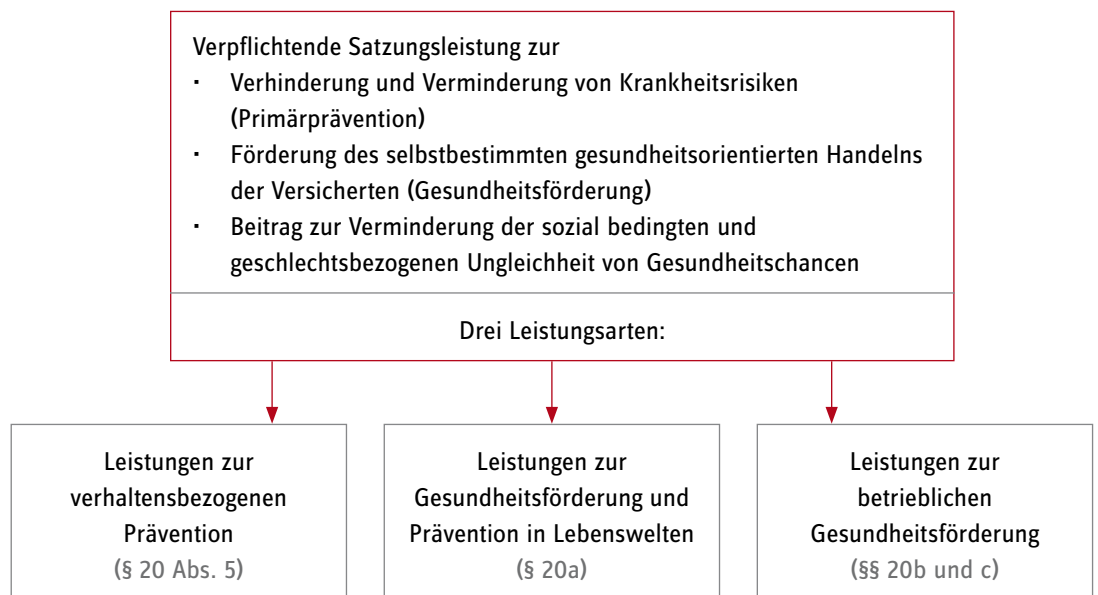 Verpflichtende Satzungsleistung zur
· Verhinderung und Verminderung von Krankheitsrisiken
(Primärprävention)
· Förderung des selbstbestimmten gesundheitsorientierten Handelns
der Versicherten (Gesundheitsförderung)
· Beitrag zur Verminderung der sozial bedingten und
geschlechtsbezogenen Ungleichheit von Gesundheitschancen
Drei Leistungsarten:
Leistungen zur
verhaltensbezogenen
Prävention
(§ 20 Abs. 5)
Leistungen zur
Gesundheitsförderung und
Prävention in Lebenswelten
(§ 20a)
Leistungen zur
betrieblichen
Gesundheitsförderung
(§§ 20b und c)